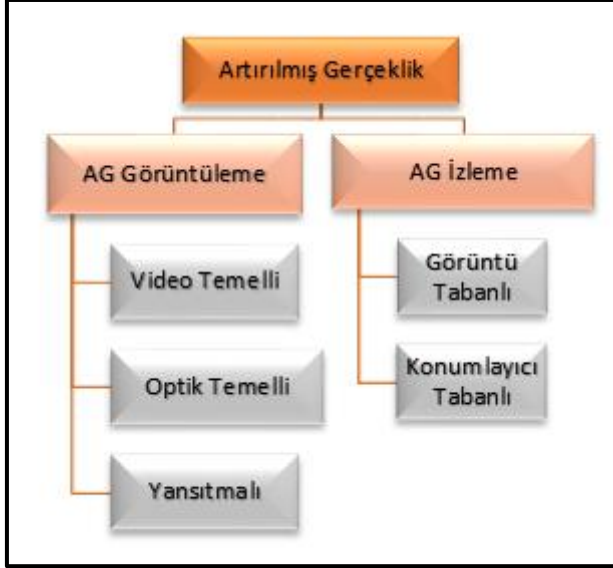 Artırılmış Gerçeklik
AG Görüntüleme
Video Temelli
Optik Temelli
Yansıtmalı
AG İzleme
Görüntü
Tabanlı
Konumlayıcı
Tabanlı